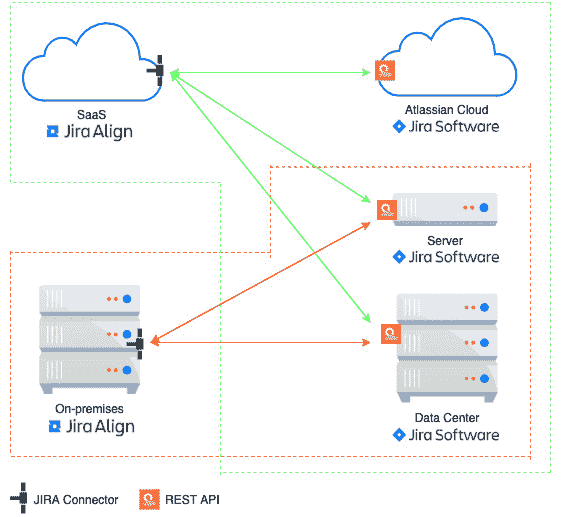 SaaS
Jira Align
Atlassian Cloud
Jira Software
Server
Jira Software
On-premises
Jira Align
Data Center
Jira Software
JIRA Connector
REST API